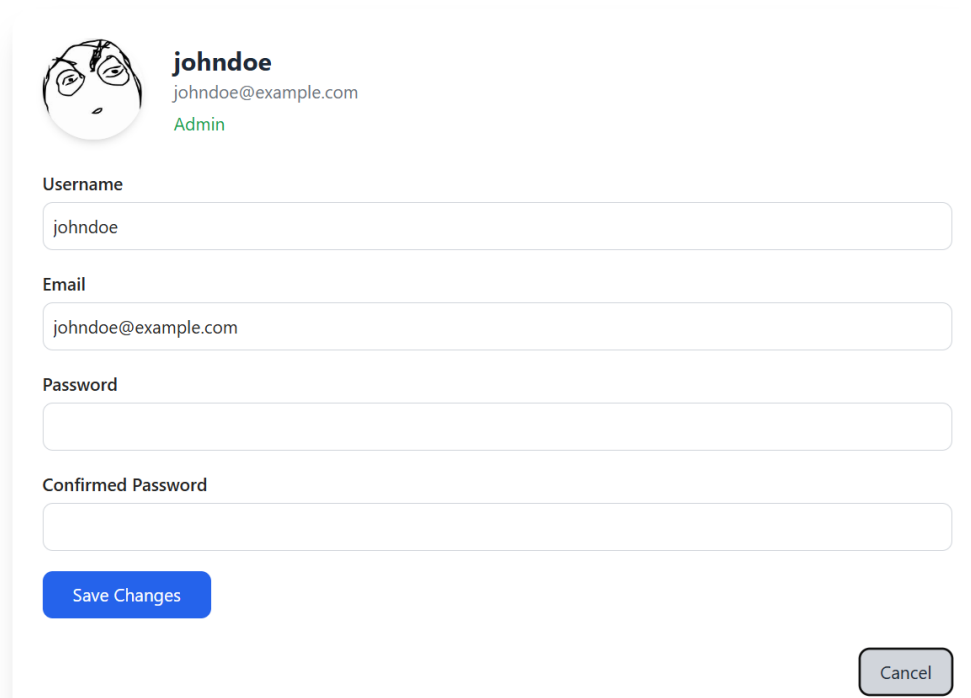 johndoe
johndoe@example.com
Admin
Username
johndoe
Email
johndoe@example.com
Password
Confirmed Password
Save Changes
Cancel